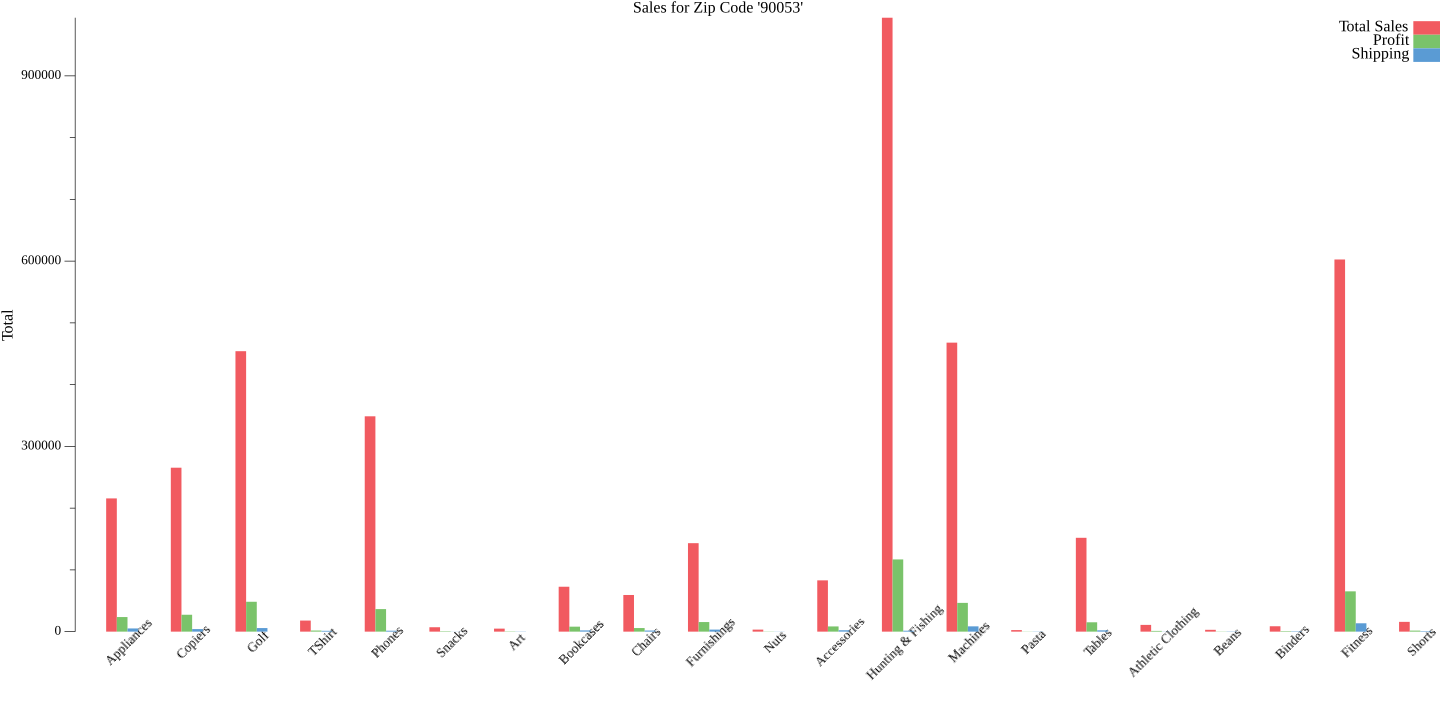 Sales for Zip Code '90053'
Total Sales
Profit
Shipping
900000
600000
300000
0
Total
Appliances
Copiers
Golf
TShirt
Phones
Snacks
Art
Bookcases
Chairs
Furnishings
Nuts
Accessories
Hunting & Fishing
Machines
Pasta
Tables
Athletic Clothing
Beans
Binders
Fitness
Shorts